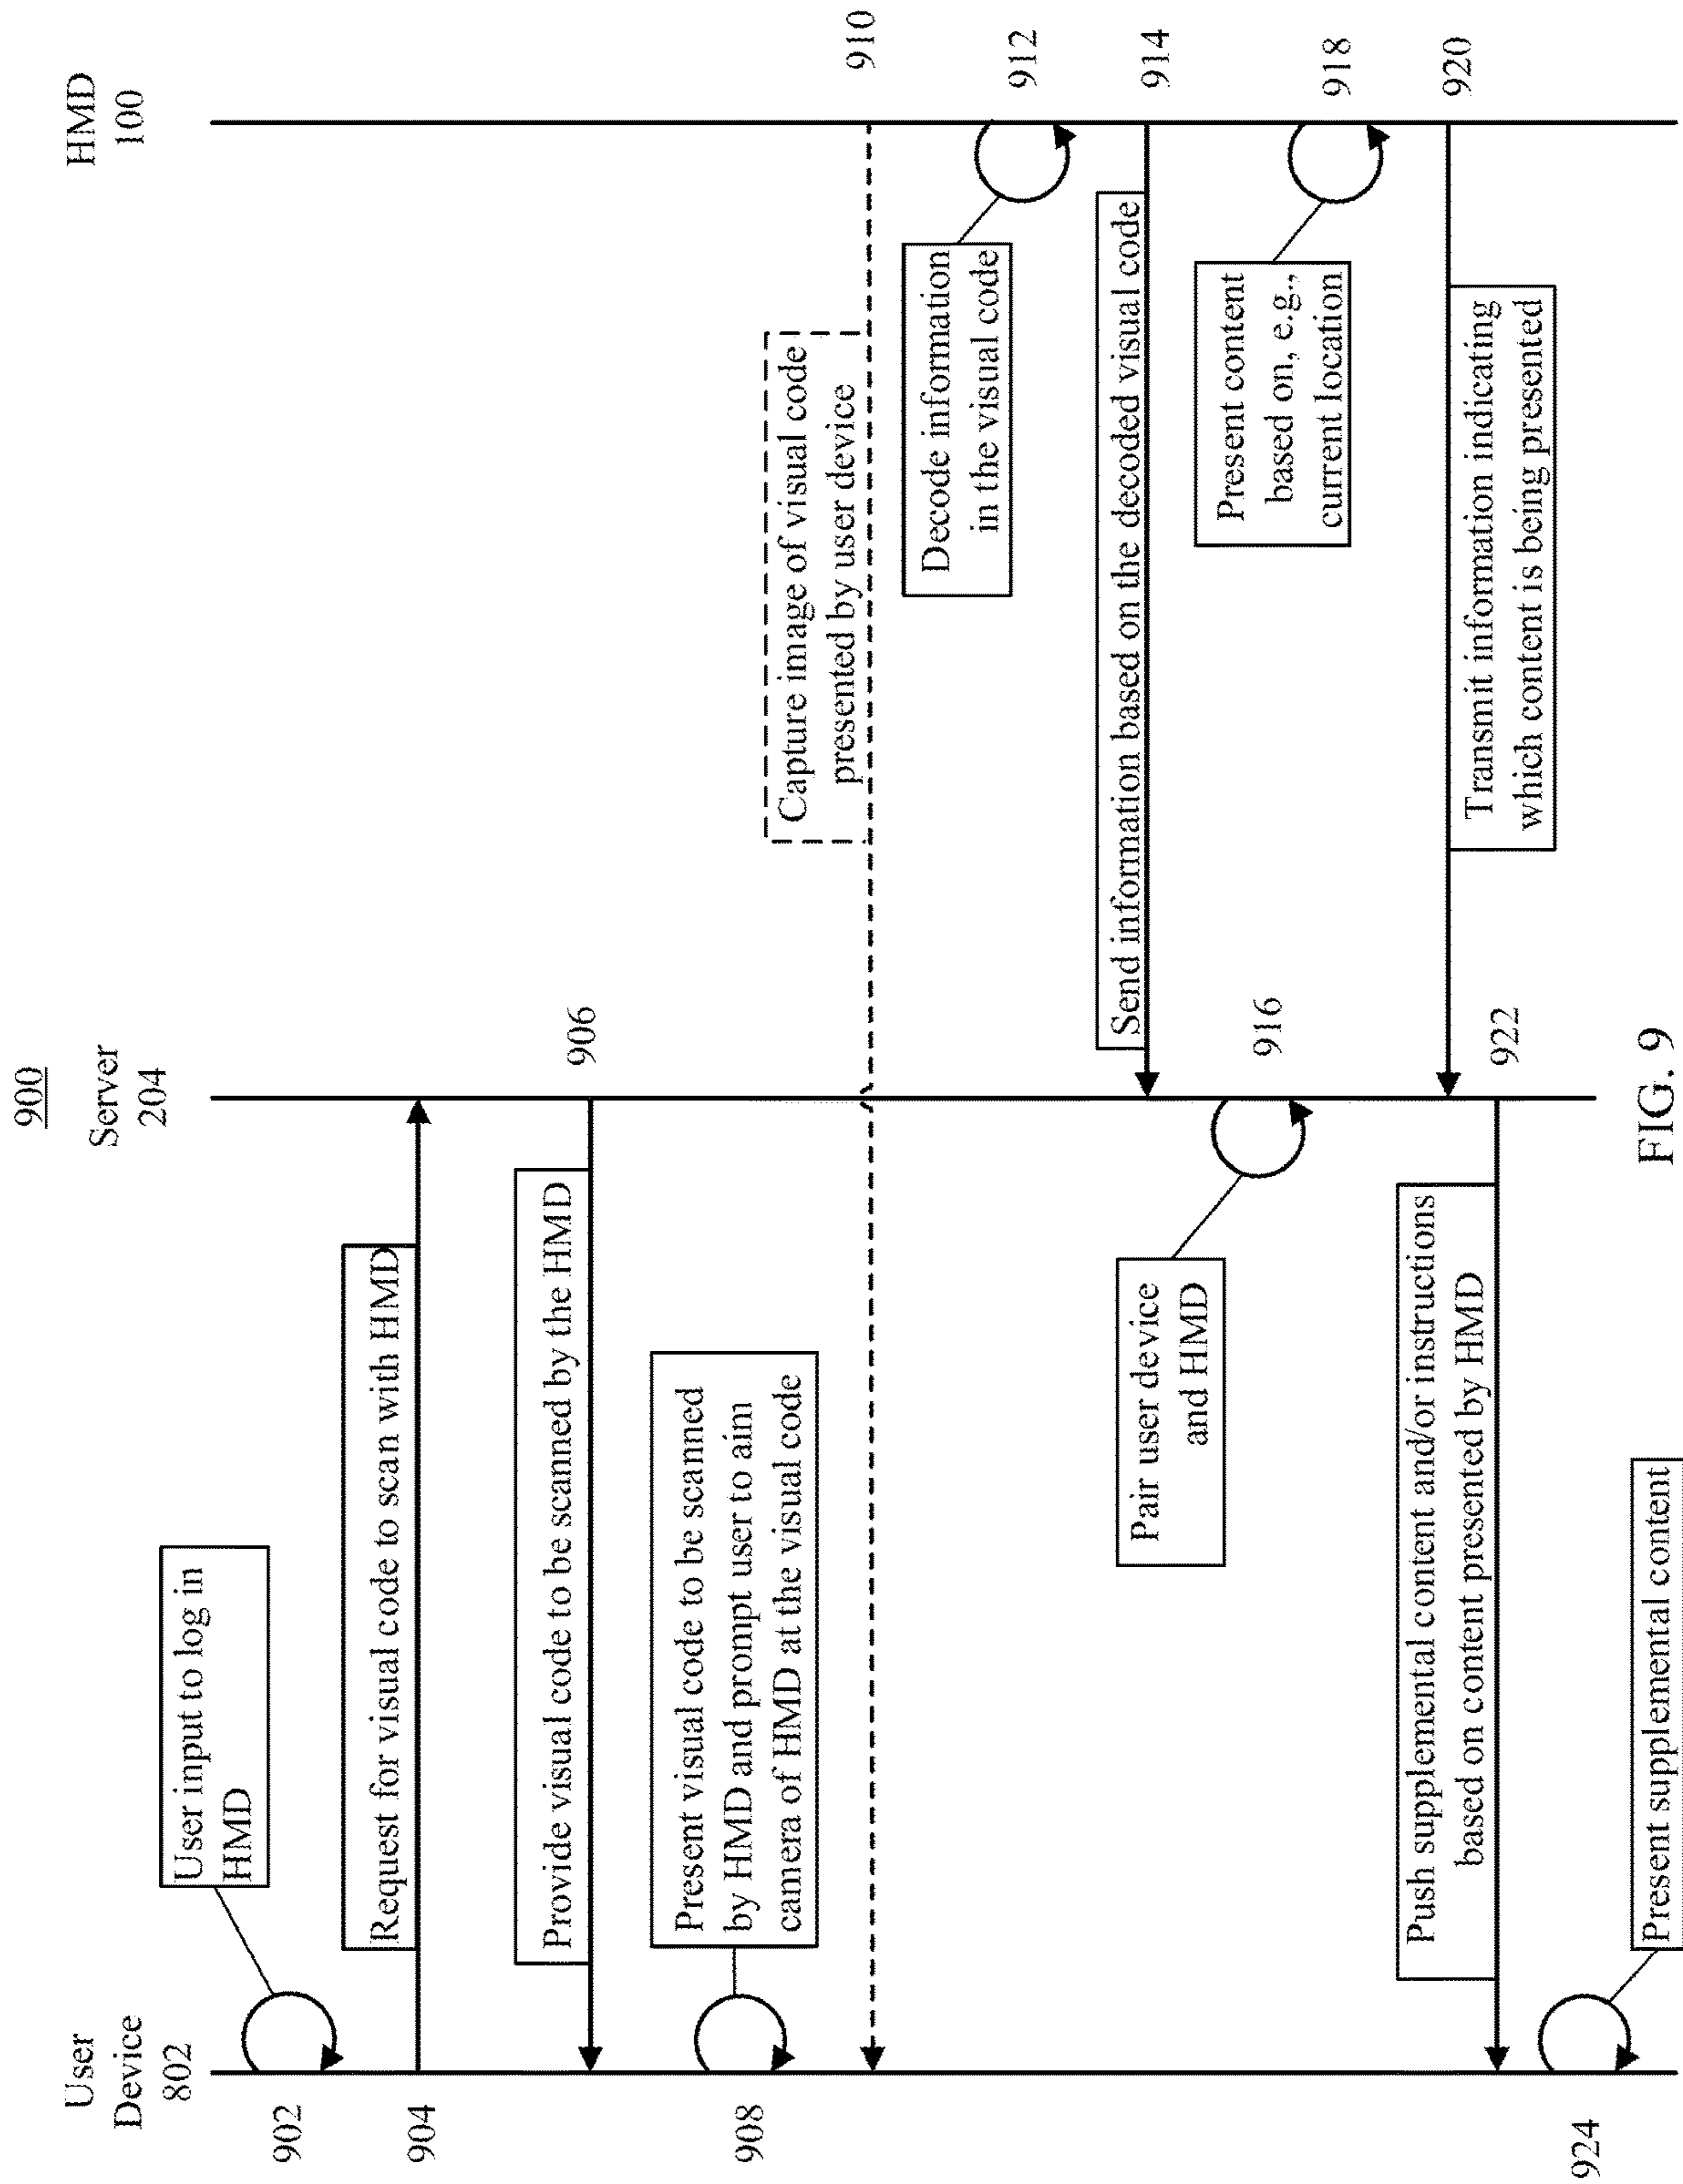 900
User
Device
802
Server
204
HMD
100
902
User input to log in
HMD
904
Request for visual code to scan with HMD
906
Provide visual code to be scanned by the HMD
908
Present visual code to be scanned
by HMD and prompt user to aim
camera of HMD at the visual code
Capture image of visual code
presented by user device
910
Decode information
in the visual code
912
Send information based on the decoded visual code
914
Pair user device
and HMD
916
Present content
based on, e.g.,
current location
918
920
Transmit information indicating
which content is being presented
Push supplemental content and/or instructions
based on content presented by HMD
922
924
Present supplemental content
FIG. 9